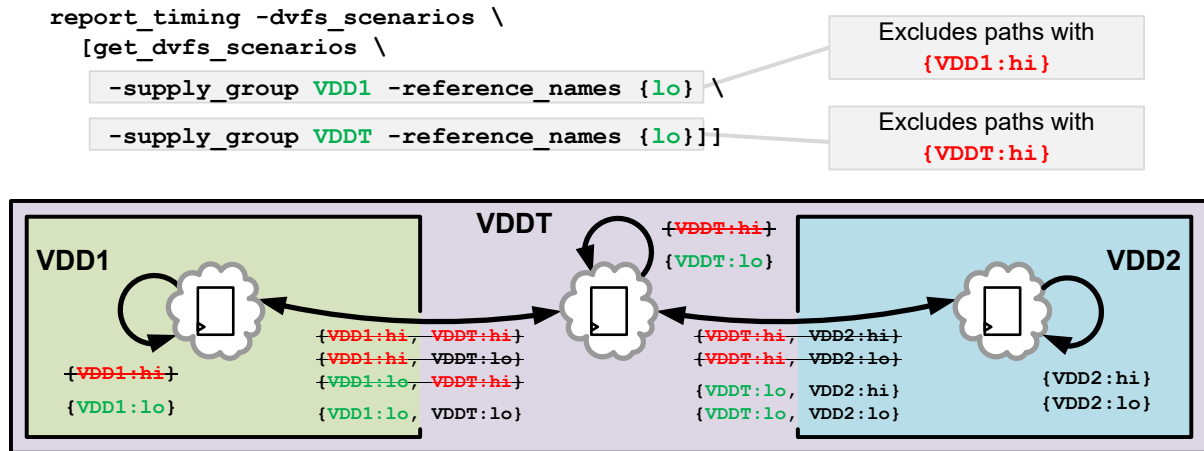 report_timing -dvfs_scenarios \
[get_dvfs_scenarios \
-supply_group VDD1 -reference_names {lo} \
-supply_group VDDT -reference_names {lo}]]
Excludes paths with
{VDD1:hi}
Excludes paths with
{VDDT:hi}
VDD1
VDDT
VDD2
{VDD1:hi}
{VDD1:lo}
{VDD1:hi, VDDT:hi}
{VDD1:hi, VDDT:lo}
{VDD1:lo, VDDT:hi}
{VDD1:lo, VDDT:lo}
{VDDT:hi}
{VDDT:lo}
{VDDT:hi, VDD2:hi}
{VDDT:hi, VDD2:lo}
{VDDT:lo, VDD2:hi}
{VDDT:lo, VDD2:lo}
{VDD2:hi}
{VDD2:lo}